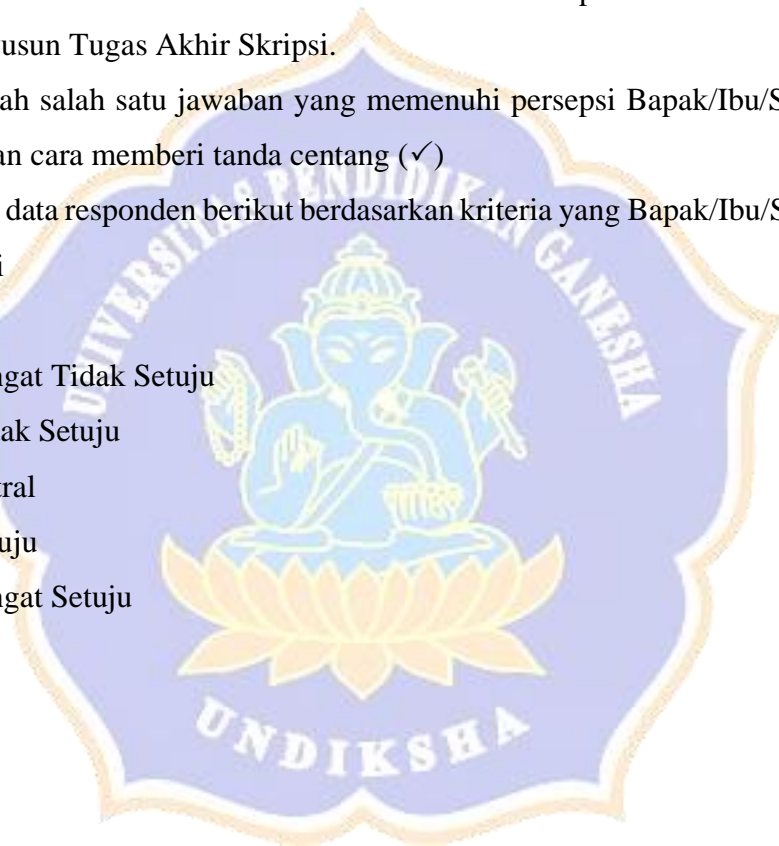 usun Tugas Akhir Skripsi.
ah salah satu jawaban yang memenuhi persepsi Bapak/Ibu/S
an cara memberi tanda centang (✓)
data responden berikut berdasarkan kriteria yang Bapak/Ibu/S
i
ngat Tidak Setuju
ak Setuju
tral
uju
ngat Setuju
UNIVERSITAS PENDIDIKAN GANESHA
UNDIKSHA